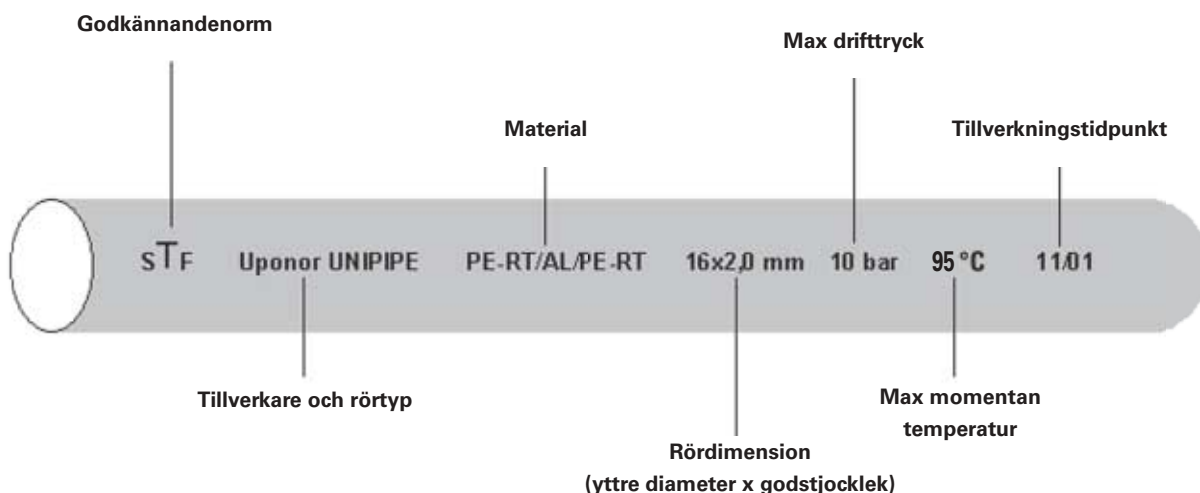 Godkännandenorm
Max drifttryck
Material
Tillverkningstidpunkt
STF Uponor UNIPIPE PE-RT/AL/PE-RT 16x2,0 mm 10 bar 95 °C 11/01
Tillverkare och rörtyp
Max momentan
temperatur
Rördimension
(yttre diameter x godstjocklek)